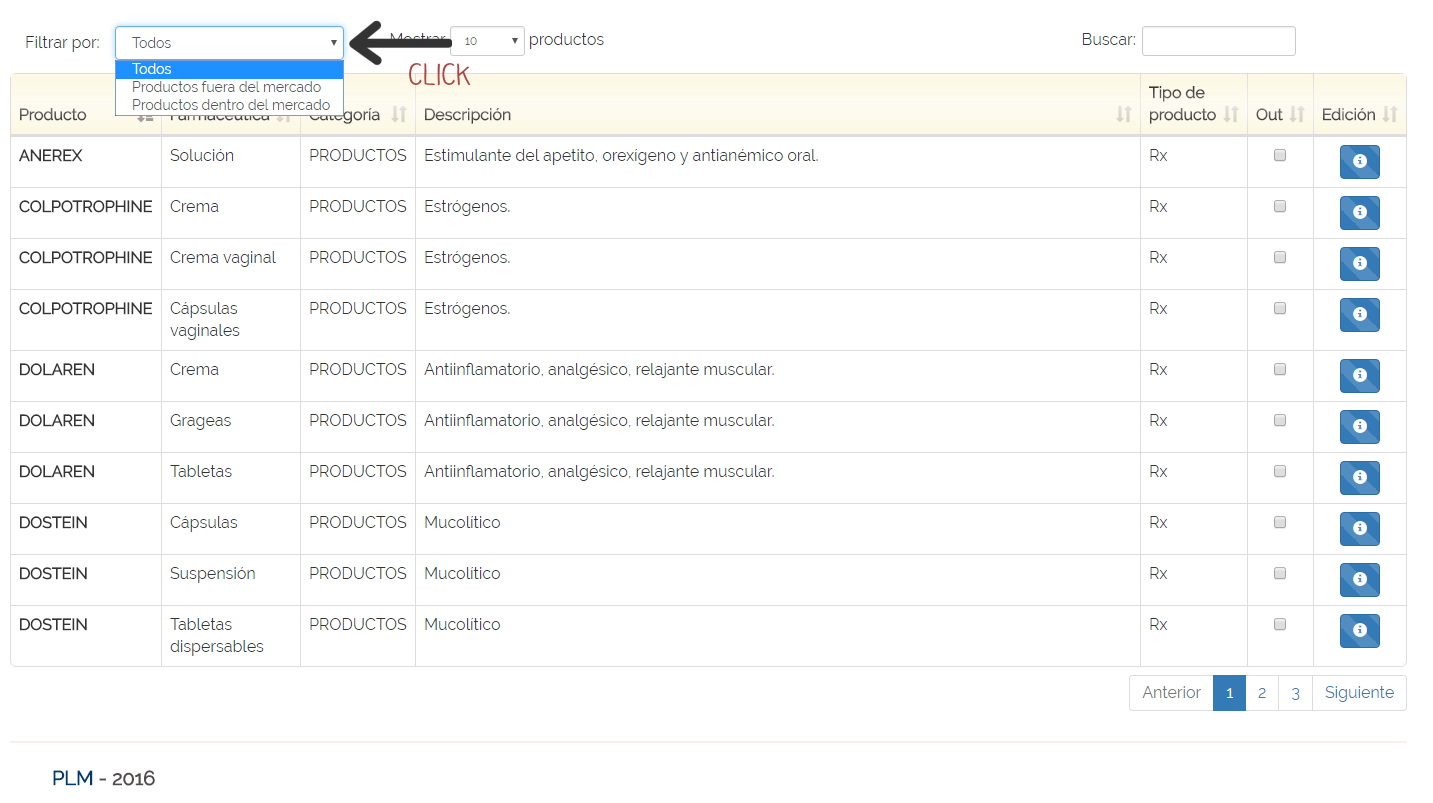 Filtrar por: Todos Mostrar 10 productos Buscar:
CLICK
Todos
Productos fuera del mercado
Productos dentro del mercado
Producto Farmacéutica Categoría Descripción Tipo de producto Out Edición
ANEREX Solución PRODUCTOS Estimulante del apetito, orexígeno y antianémico oral. Rx
COLPOTROPHINE Crema PRODUCTOS Estrógenos. Rx
COLPOTROPHINE Crema vaginal PRODUCTOS Estrógenos. Rx
COLPOTROPHINE Cápsulas vaginales PRODUCTOS Estrógenos. Rx
DOLAREN Crema PRODUCTOS Antiinflamatorio, analgésico, relajante muscular. Rx
DOLAREN Grageas PRODUCTOS Antiinflamatorio, analgésico, relajante muscular. Rx
DOLAREN Tabletas PRODUCTOS Antiinflamatorio, analgésico, relajante muscular. Rx
DOSTEIN Cápsulas PRODUCTOS Mucolítico Rx
DOSTEIN Suspensión PRODUCTOS Mucolítico Rx
DOSTEIN Tabletas dispersables PRODUCTOS Mucolítico Rx
Anterior 1 2 3 Siguiente
PLM - 2016